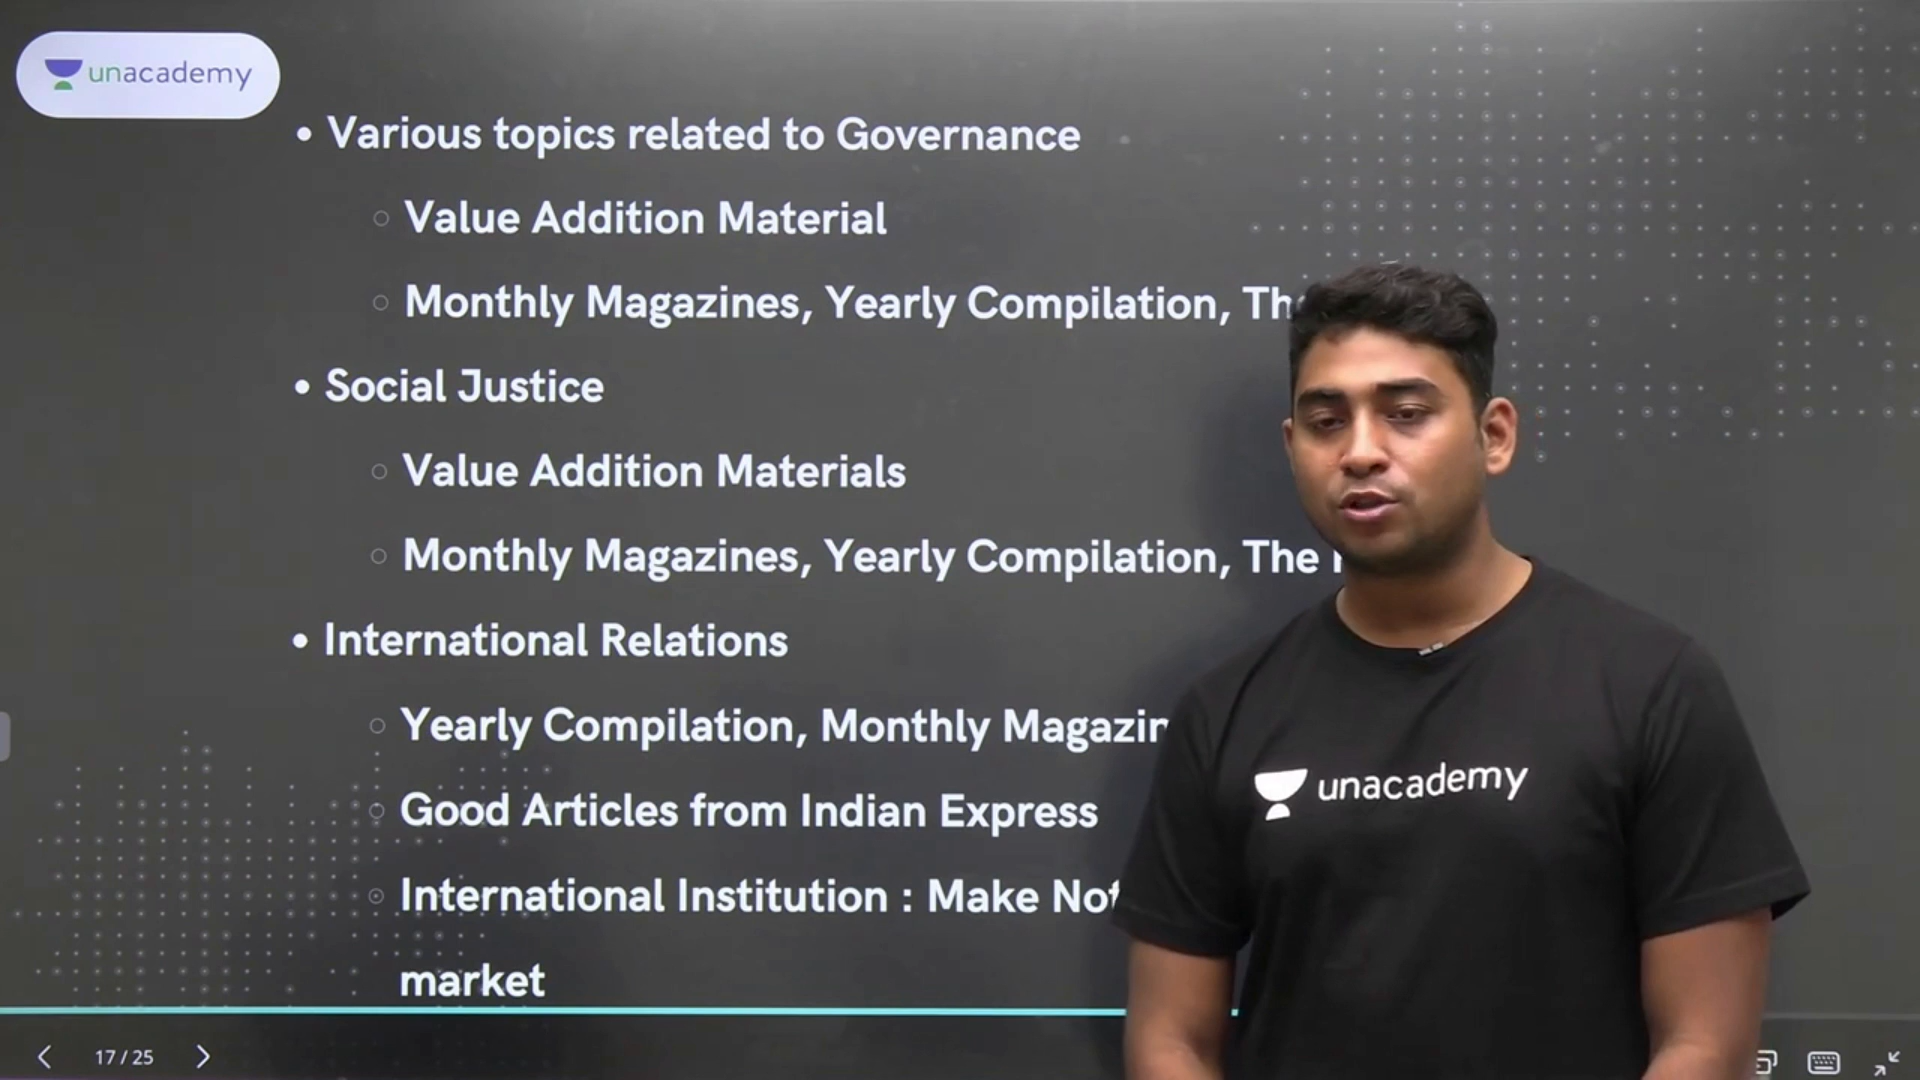 unacademy
• Various topics related to Governance
○ Value Addition Material
○ Monthly Magazines, Yearly Compilation,
• Social Justice
○ Value Addition Materials
○ Monthly Magazines, Yearly Compilation, The
• International Relations
○ Yearly Compilation, Monthly
○ Good Articles from Indian Express
○ International Institution : Make
market
unacademy
17 / 25